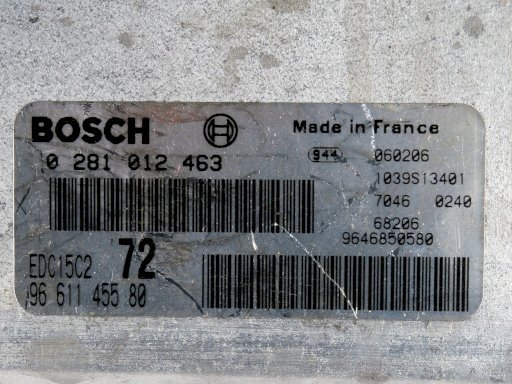 BOSCH
Made in France
0 281 012 463
944 060206
1039S13401
7046 0240
68206
9646850580
EDC15C2 72
96 611 455 80